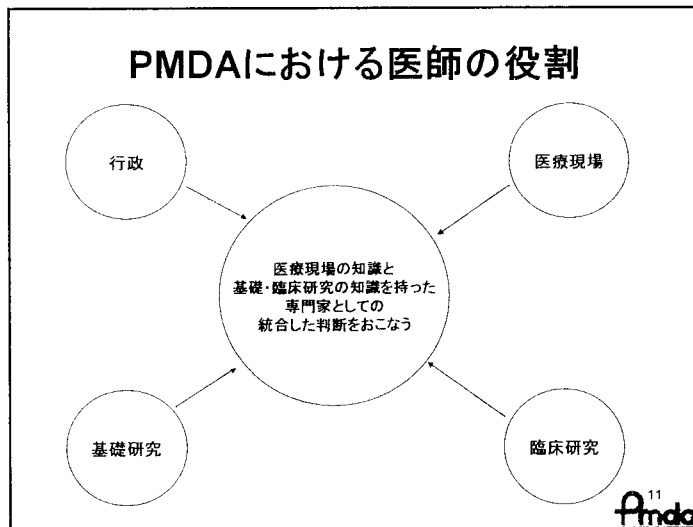 PMDAにおける医師の役割
行政
医療現場
医療現場の知識と
基礎・臨床研究の知識を持った
専門家としての
統合した判断をおこなう
基礎研究
臨床研究
11
Pmda